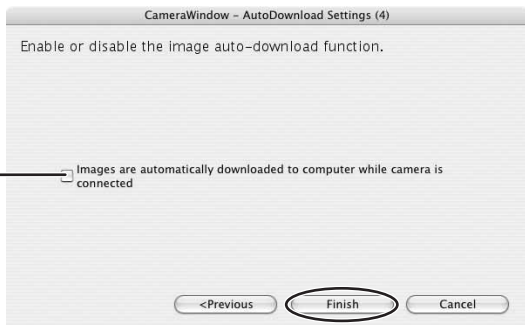 CameraWindow – AutoDownload Settings (4)
Enable or disable the image auto-download function.
Images are automatically downloaded to computer while camera is
connected
<Previous
Finish
Cancel